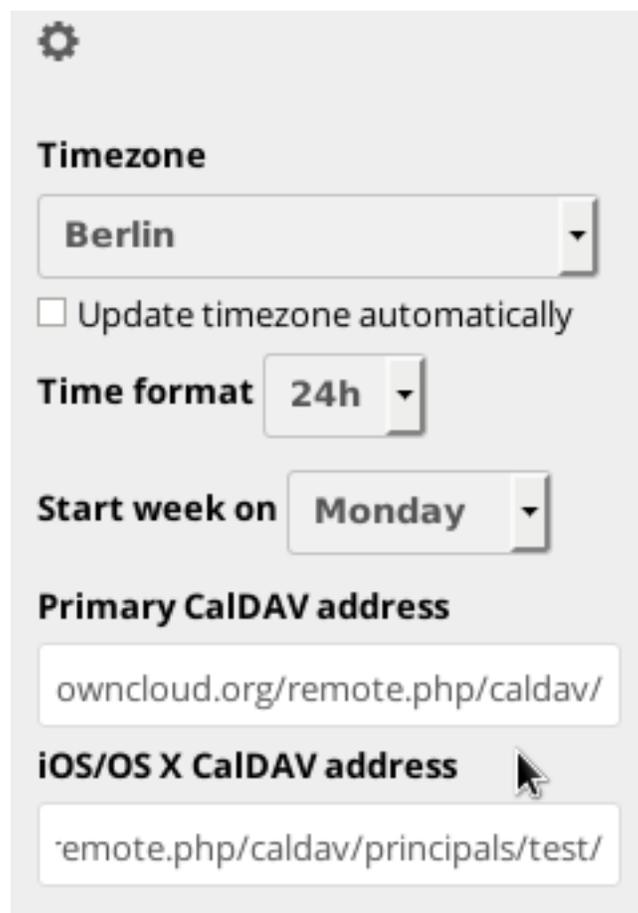 Timezone
Berlin
Update timezone automatically
Time format 24h
Start week on Monday
Primary CalDAV address
owncloud.org/remote.php/caldav/
iOS/OS X CalDAV address
remote.php/caldav/principals/test/